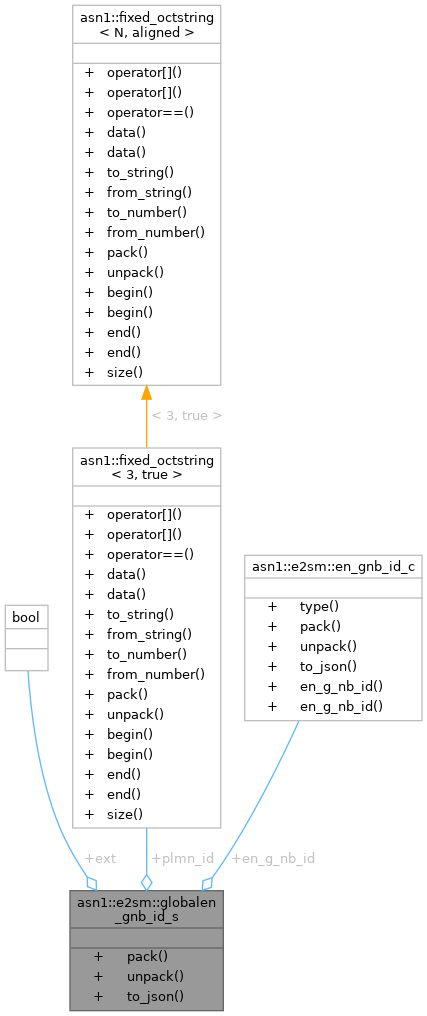 asn1::fixed_octstring
< N, aligned >
+ operator[]()
+ operator[]()
+ operator==()
+ data()
+ data()
+ to_string()
+ from_string()
+ to_number()
+ from_number()
+ pack()
+ unpack()
+ begin()
+ begin()
+ end()
+ end()
+ size()
< 3, true >
asn1::fixed_octstring
< 3, true >
+ operator[]()
+ operator[]()
+ operator==()
+ data()
+ data()
+ to_string()
+ from_string()
+ to_number()
+ from_number()
+ pack()
+ unpack()
+ begin()
+ begin()
+ end()
+ end()
+ size()
asn1::e2sm::en_gnb_id_c
+ type()
+ pack()
+ unpack()
+ to_json()
+ en_g_nb_id()
+ en_g_nb_id()
bool
+ext
+plmn_id
+en_g_nb_id
asn1::e2sm::globalen
_gnb_id_s
+ pack()
+ unpack()
+ to_json()